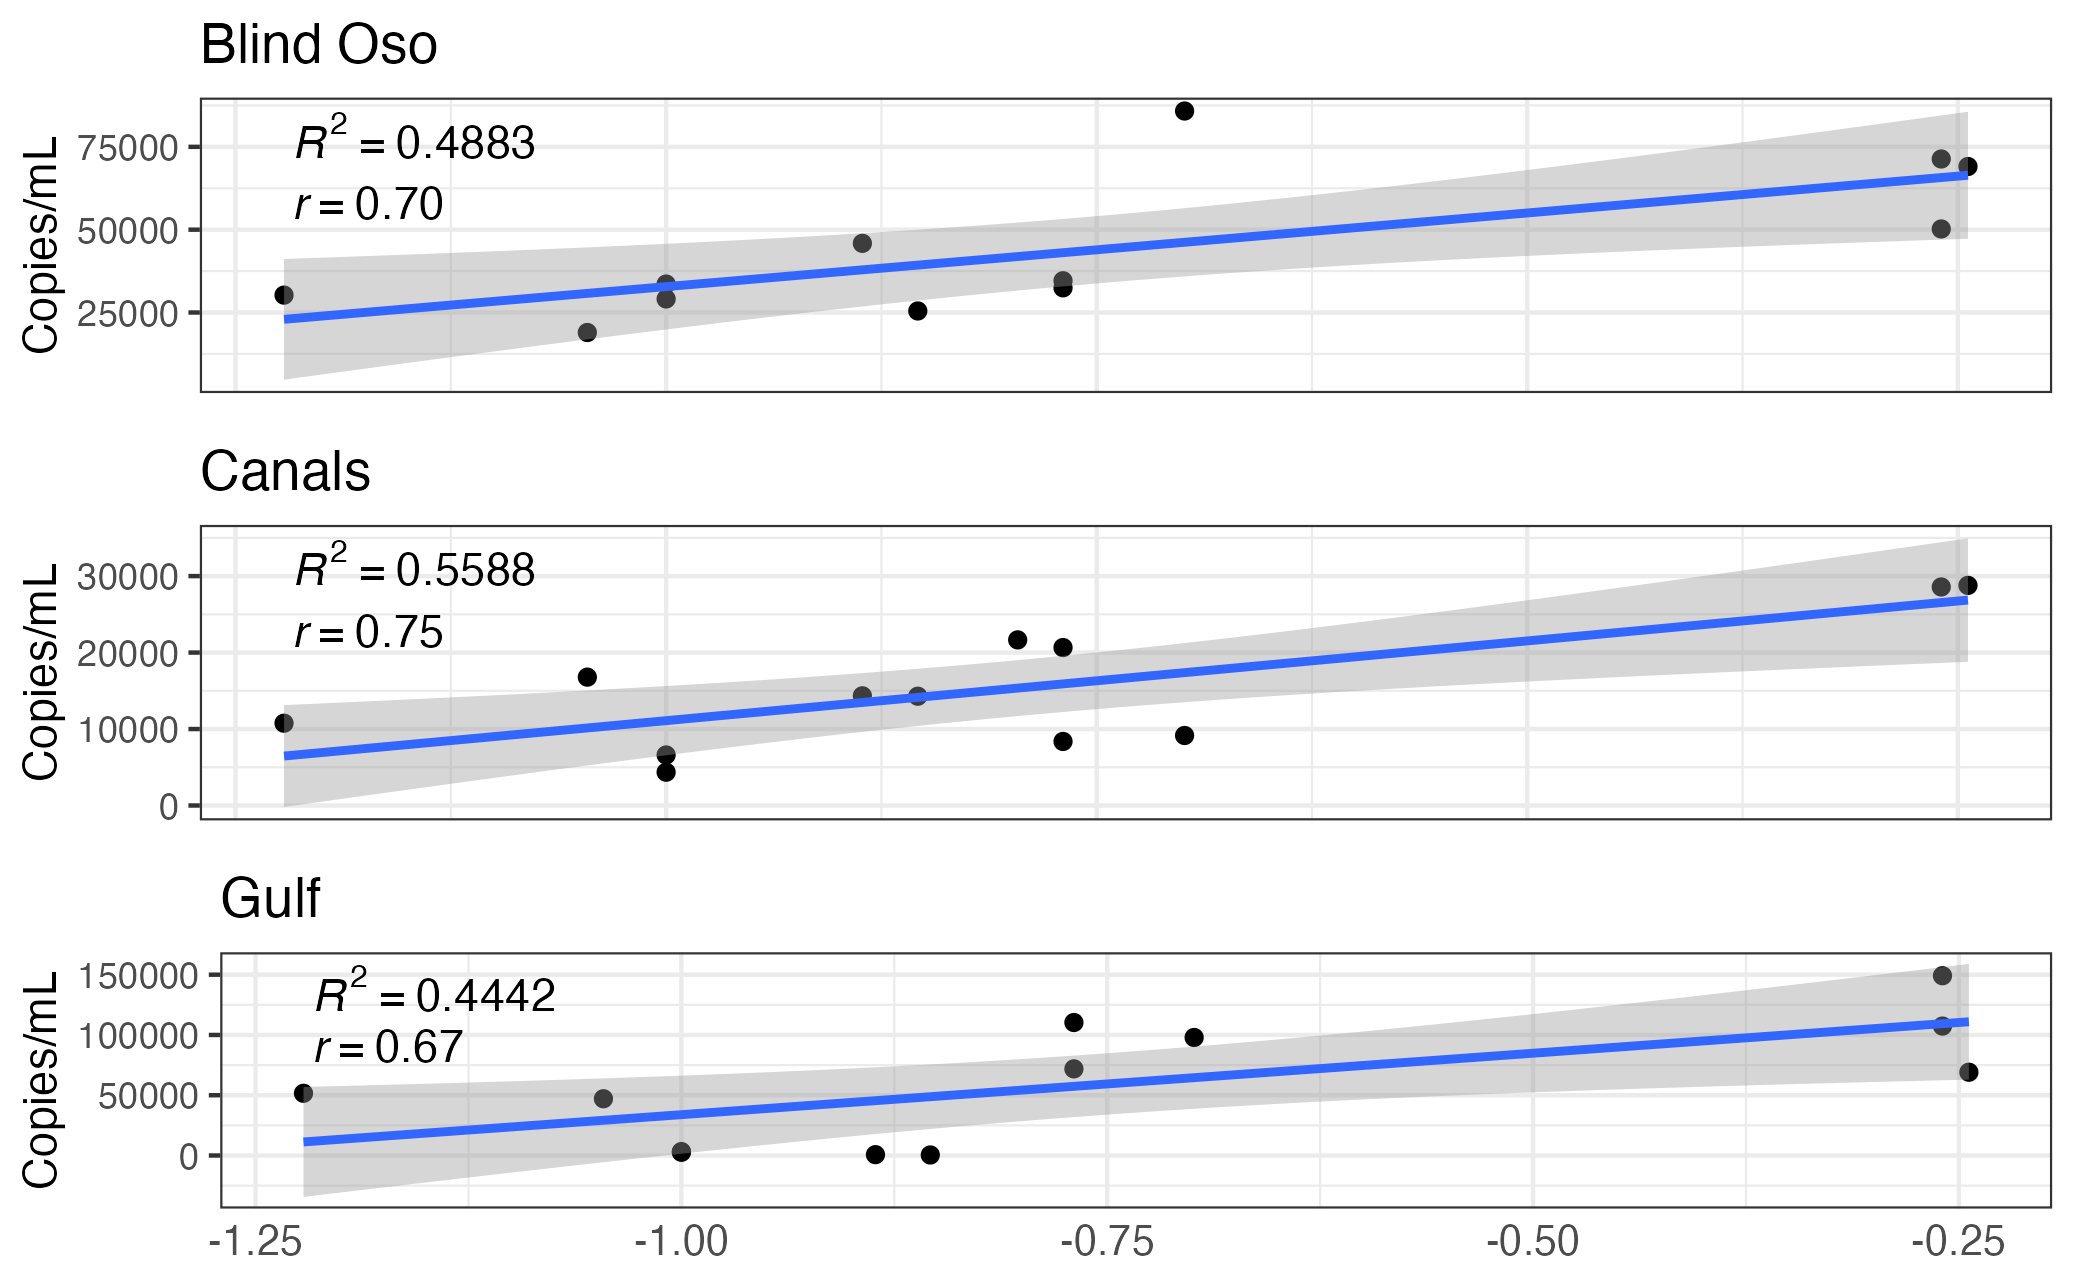 Blind Oso
Copies/mL
75000
50000
25000
R² = 0.4883
r = 0.70
Canals
Copies/mL
30000
20000
10000
0
R² = 0.5588
r = 0.75
Gulf
Copies/mL
150000
100000
50000
0
R² = 0.4442
r = 0.67
-1.25 -1.00 -0.75 -0.50 -0.25